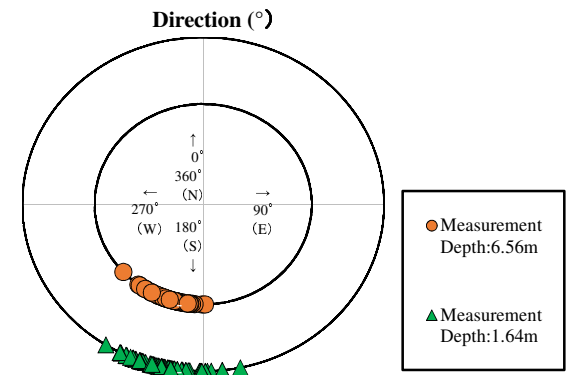 Direction (°)
↑
0°
360°
(N)
←
270°
(W)
→
90°
(E)
180°
(S)
↓
Measurement
Depth:6.56m
Measurement
Depth:1.64m